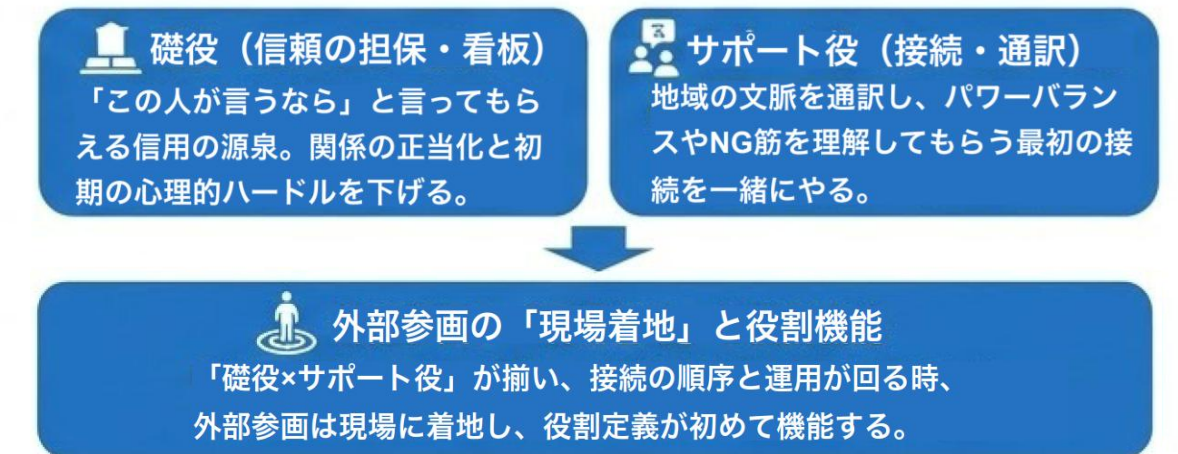 礎役（信頼の担保・看板）
「この人が言うなら」と言ってもら
える信用の源泉。関係の正当化と初
期の心理的ハードルを下げる。
サポート役（接続・通訳）
地域の文脈を通訳し、パワーバラン
スやNG筋を理解してもらう最初の接
続を一緒にやる。
外部参画の「現場着地」と役割機能
「礎役×サポート役」が揃い、接続の順序と運用が回る時、
外部参画は現場に着地し、役割定義が初めて機能する。